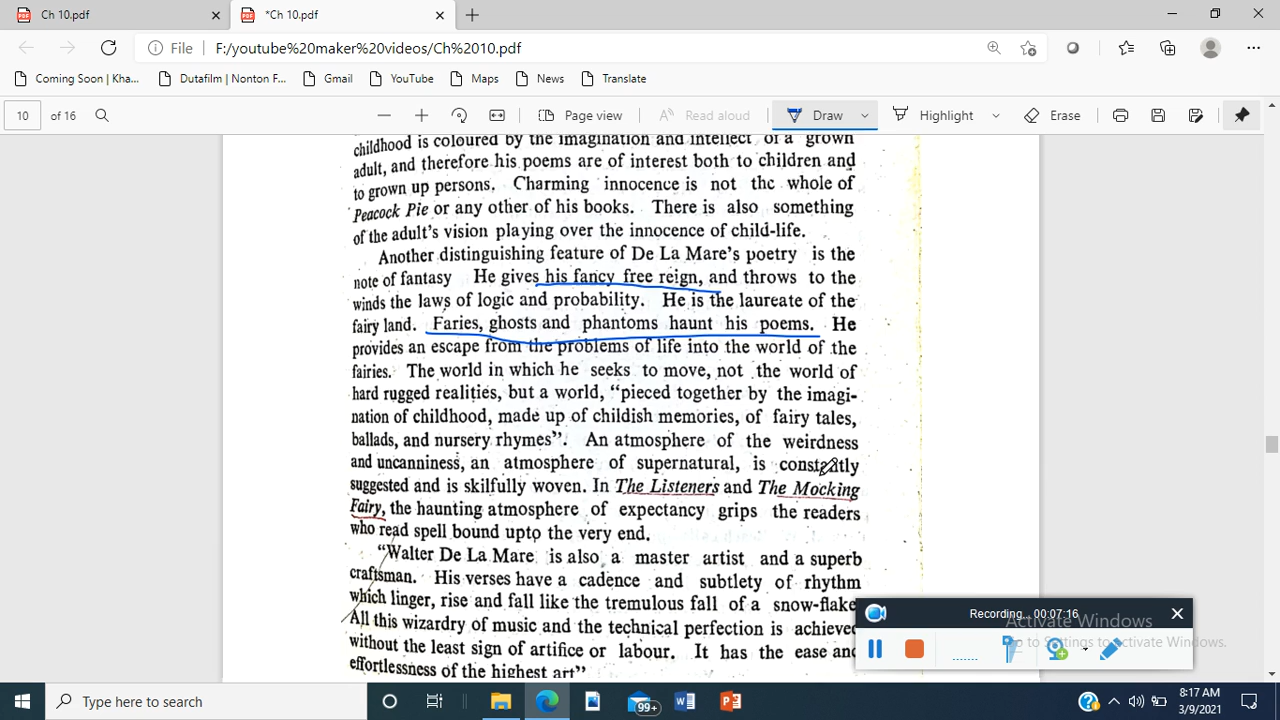 Ch 10.pdf
*Ch 10.pdf
File F:/youtube%20maker%20videos/Ch%2010.pdf
Coming Soon | Kha...
Dutafilm | Nonton F...
Gmail
YouTube
Maps
News
Translate
10 of 16
Page view
Read aloud
Draw
Highlight
Erase
childhood is coloured by the imagination and intellect of a grown
adult, and therefore his poems are of interest both to children and
to grown up persons. Charming innocence is not the whole of
Peacock Pie or any other of his books. There is also something
of the adult's vision playing over the innocence of child-life.
Another distinguishing feature of De La Mare's poetry is the
note of fantasy He gives his fancy free reign, and throws to the
winds the laws of logic and probability. He is the laureate of the
fairy land. Faries, ghosts and phantoms haunt his poems. He
provides an escape from the problems of life into the world of the
fairies. The world in which he seeks to move, not the world of
hard rugged realities, but a world, "pieced together by the imagi-
nation of childhood, made up of childish memories, of fairy tales,
ballads, and nursery rhymes". An atmosphere of the weirdness
and uncanniness, an atmosphere of supernatural, is constantly
suggested and is skilfully woven. In The Listeners and The Mocking
Fairy, the haunting atmosphere of expectancy grips the readers
who read spell bound upto the very end.
"Walter De La Mare is also a master artist and a superb
craftsman. His verses have a cadence and subtlety of rhythm
which linger, rise and fall like the tremulous fall of a snow-flake
All this wizardry of music and the technical perfection is achieved
without the least sign of artifice or labour. It has the ease and
effortlessness of the highest art"
Recording... 00:07:16
Activate Windows
Go to Settings to activate Windows.
Type here to search
99+
8:17 AM
3/9/2021